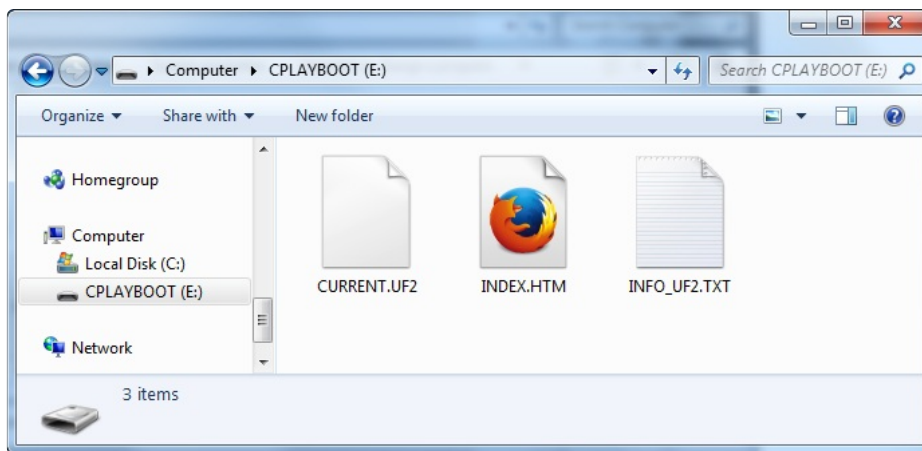 Computer ▸ CPLAYBOOT (E:)
Search CPLAYBOOT (E:)
Organize Share with New folder
Homegroup
Computer
Local Disk (C:)
CPLAYBOOT (E:)
Network
CURRENT.UF2
INDEX.HTM
INFO_UF2.TXT
3 items